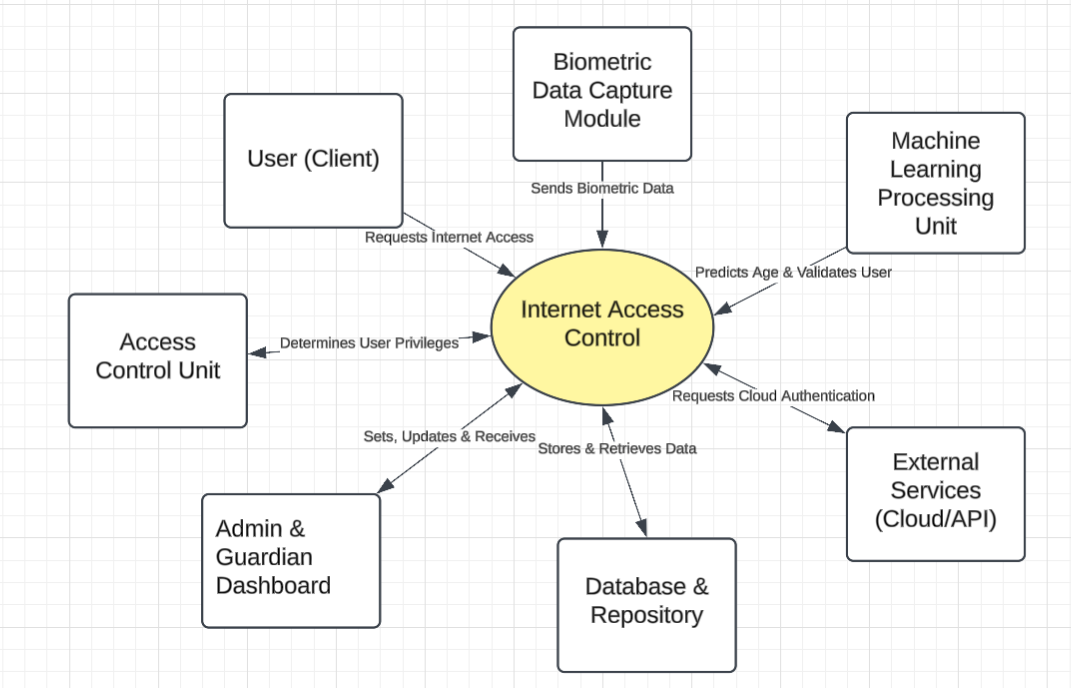 Biometric
Data Capture
Module
User (Client)
Machine
Learning
Processing
Unit
Sends Biometric Data
Requests Internet Access
Predicts Age & Validates User
Internet Access
Control
Access
Control Unit
Determines User Privileges
Requests Cloud Authentication
Sets, Updates & Receives
Stores & Retrieves Data
External
Services
(Cloud/API)
Admin &
Guardian
Dashboard
Database &
Repository